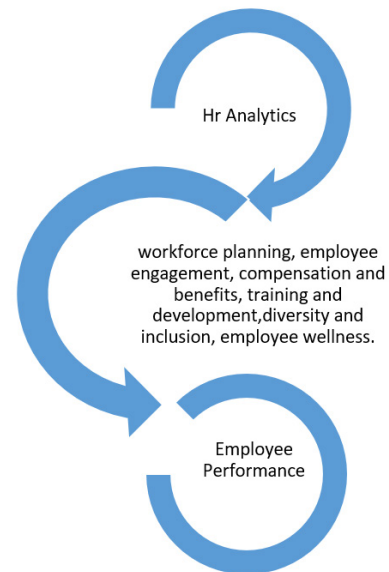 Hr Analytics
workforce planning, employee
engagement, compensation and
benefits, training and
development,diversity and
inclusion, employee wellness.
Employee
Performance